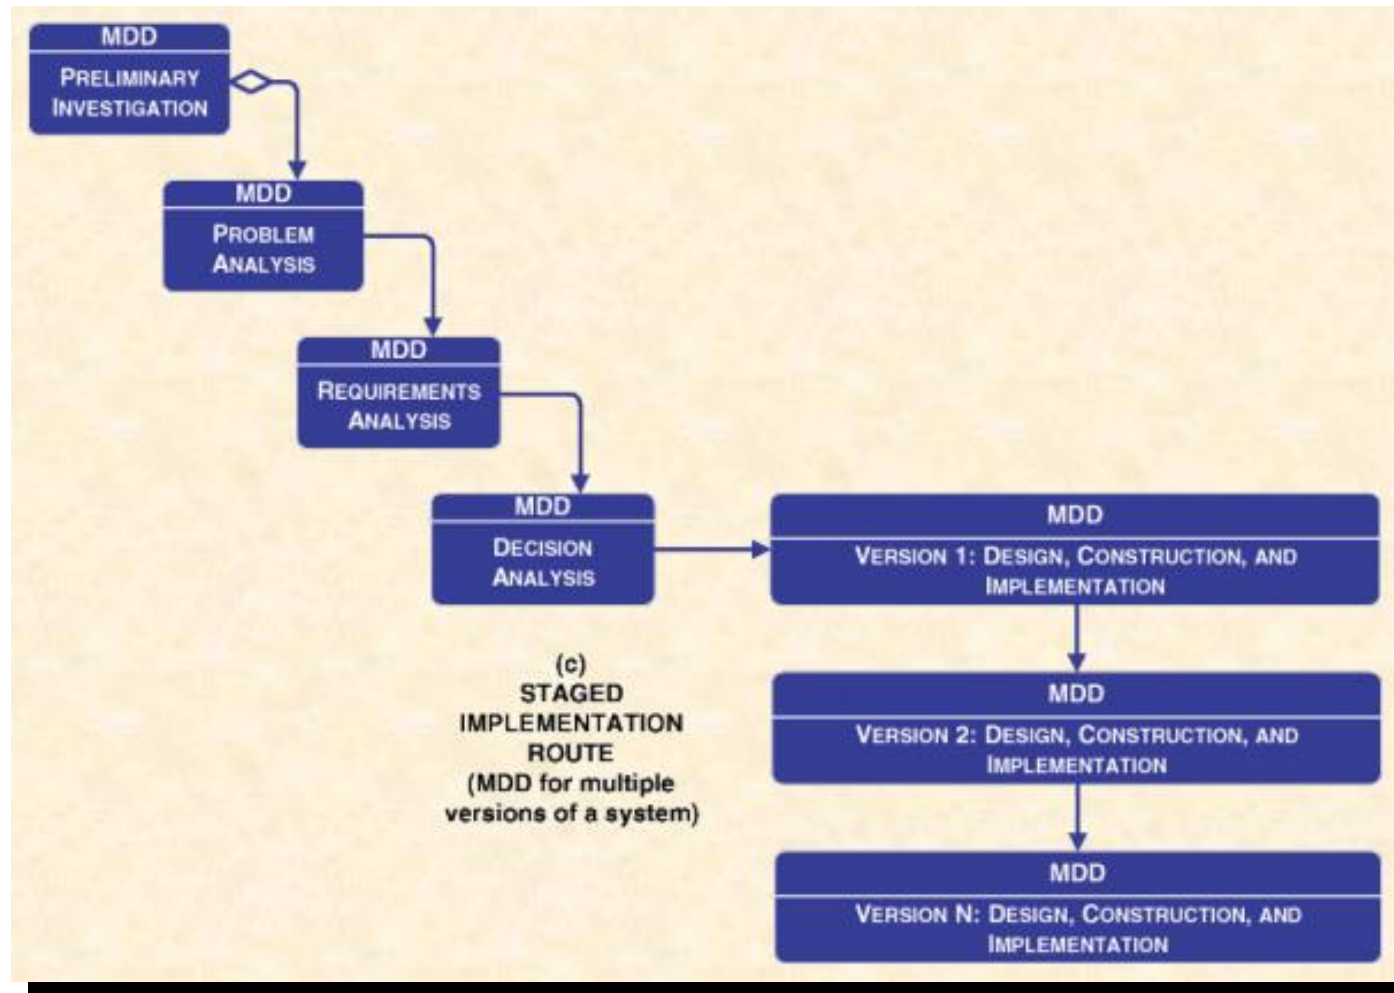 MDD
PRELIMINARY
INVESTIGATION
MDD
PROBLEM
ANALYSIS
MDD
REQUIREMENTS
ANALYSIS
MDD
DECISION
ANALYSIS
MDD
VERSION 1: DESIGN, CONSTRUCTION, AND
IMPLEMENTATION
(c)
STAGED
IMPLEMENTATION
ROUTE
(MDD for multiple
versions of a system)
MDD
VERSION 2: DESIGN, CONSTRUCTION, AND
IMPLEMENTATION
MDD
VERSION N: DESIGN, CONSTRUCTION, AND
IMPLEMENTATION